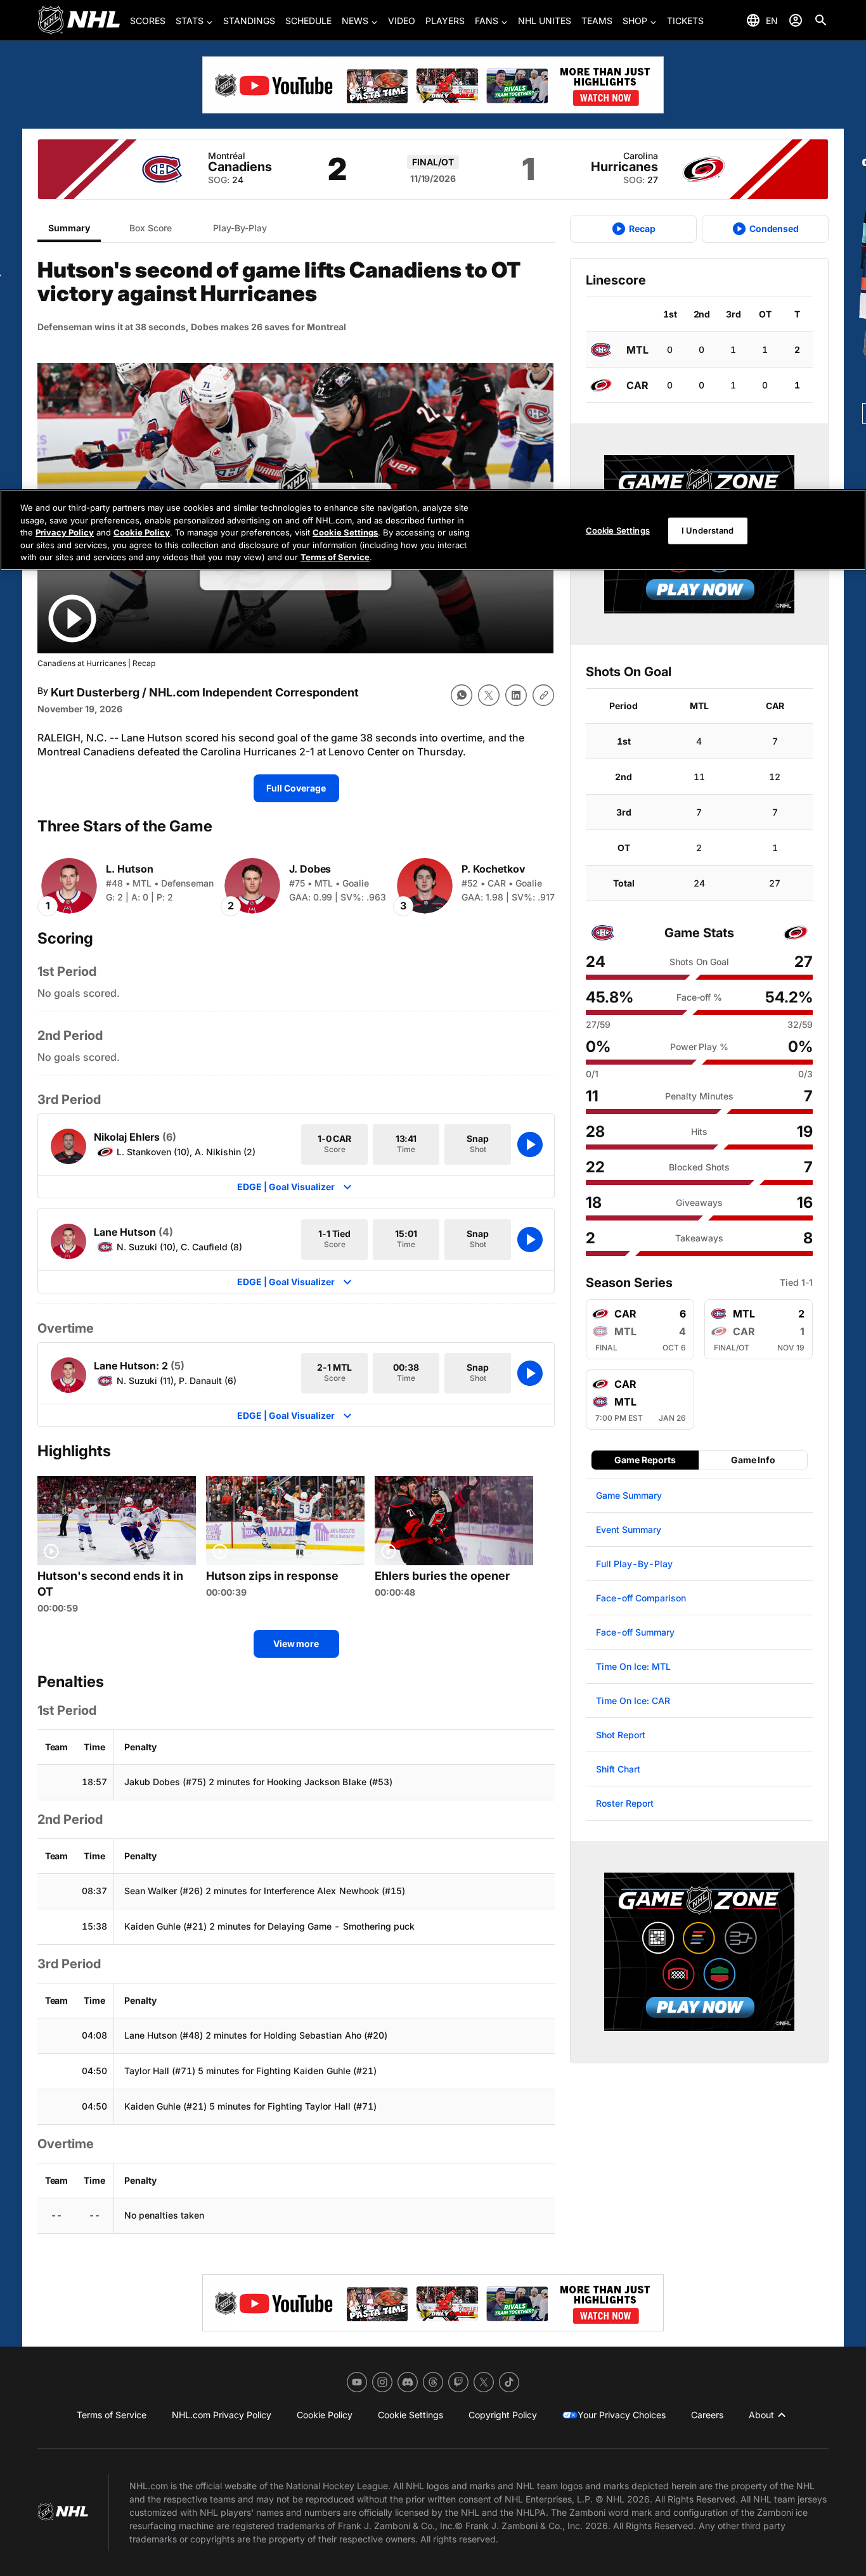 NHL SCORES STATS STANDINGS SCHEDULE NEWS VIDEO PLAYERS FANS NHL UNITES TEAMS SHOP TICKETS EN
YouTube PASTA TIME RIVALS TRAIN TOGETHER? MORE THAN JUST HIGHLIGHTS WATCH NOW
Montréal
Canadiens
SOG: 24
2
FINAL/OT
11/19/2026
1
Carolina
Hurricanes
SOG: 27
Summary Box Score Play-By-Play
Recap Condensed
Hutson's second of game lifts Canadiens to OT
victory against Hurricanes
Defenseman wins it at 38 seconds, Dobes makes 26 saves for Montreal
We and our third-party partners may use cookies and similar technologies to enhance site navigation, analyze site
usage, save your preferences, enable personalized advertising on and off NHL.com, and as described further in
the Privacy Policy and Cookie Policy. To manage your preferences, visit Cookie Settings. By accessing or using
our sites and services, you agree to this collection and disclosure of your information (including how you interact
with our sites and services and any videos that you may view) and our Terms of Service.
Cookie Settings
I Understand
Canadiens at Hurricanes | Recap
By Kurt Dusterberg / NHL.com Independent Correspondent
November 19, 2026
RALEIGH, N.C. -- Lane Hutson scored his second goal of the game 38 seconds into overtime, and the
Montreal Canadiens defeated the Carolina Hurricanes 2-1 at Lenovo Center on Thursday.
Full Coverage
Three Stars of the Game
1
L. Hutson
#48 • MTL • Defenseman
G: 2 | A: 0 | P: 2
2
J. Dobes
#75 • MTL • Goalie
GAA: 0.99 | SV%: .963
3
P. Kochetkov
#52 • CAR • Goalie
GAA: 1.98 | SV%: .917
Scoring
1st Period
No goals scored.
2nd Period
No goals scored.
3rd Period
Nikolaj Ehlers (6)
L. Stankoven (10), A. Nikishin (2)
1-0 CAR
Score
13:41
Time
Snap
Shot
EDGE | Goal Visualizer
Lane Hutson (4)
N. Suzuki (10), C. Caufield (8)
1-1 Tied
Score
15:01
Time
Snap
Shot
EDGE | Goal Visualizer
Overtime
Lane Hutson: 2 (5)
N. Suzuki (11), P. Danault (6)
2-1 MTL
Score
00:38
Time
Snap
Shot
EDGE | Goal Visualizer
Highlights
Hutson's second ends it in
OT
00:00:59
Hutson zips in response
00:00:39
Ehlers buries the opener
00:00:48
View more
Penalties
1st Period
Team Time Penalty
18:57 Jakub Dobes (#75) 2 minutes for Hooking Jackson Blake (#53)
2nd Period
Team Time Penalty
08:37 Sean Walker (#26) 2 minutes for Interference Alex Newhook (#15)
15:38 Kaiden Guhle (#21) 2 minutes for Delaying Game - Smothering puck
3rd Period
Team Time Penalty
04:08 Lane Hutson (#48) 2 minutes for Holding Sebastian Aho (#20)
04:50 Taylor Hall (#71) 5 minutes for Fighting Kaiden Guhle (#21)
04:50 Kaiden Guhle (#21) 5 minutes for Fighting Taylor Hall (#71)
Overtime
Team Time Penalty
-- -- No penalties taken
Linescore
1st 2nd 3rd OT T
MTL 0 0 1 1 2
CAR 0 0 1 0 1
GAME ZONE
PLAY NOW
©NHL
Shots On Goal
Period MTL CAR
1st 4 7
2nd 11 12
3rd 7 7
OT 2 1
Total 24 27
Game Stats
24 Shots On Goal 27
45.8% Face-off % 54.2%
27/59 32/59
0% Power Play % 0%
0/1 0/3
11 Penalty Minutes 7
28 Hits 19
22 Blocked Shots 7
18 Giveaways 16
2 Takeaways 8
Season Series Tied 1-1
CAR 6
MTL 4
FINAL OCT 6
MTL 2
CAR 1
FINAL/OT NOV 19
CAR
MTL
7:00 PM EST JAN 26
Game Reports Game Info
Game Summary
Event Summary
Full Play-By-Play
Face-off Comparison
Face-off Summary
Time On Ice: MTL
Time On Ice: CAR
Shot Report
Shift Chart
Roster Report
GAME ZONE
PLAY NOW
©NHL
YouTube PASTA TIME RIVALS TRAIN TOGETHER? MORE THAN JUST HIGHLIGHTS WATCH NOW
Terms of Service NHL.com Privacy Policy Cookie Policy Cookie Settings Copyright Policy Your Privacy Choices Careers About
NHL
NHL.com is the official website of the National Hockey League. All NHL logos and marks and NHL team logos and marks depicted herein are the property of the NHL
and the respective teams and may not be reproduced without the prior written consent of NHL Enterprises, L.P. © NHL 2026. All Rights Reserved. All NHL team jerseys
customized with NHL players' names and numbers are officially licensed by the NHL and the NHLPA. The Zamboni word mark and configuration of the Zamboni ice
resurfacing machine are registered trademarks of Frank J. Zamboni & Co., Inc.© Frank J. Zamboni & Co., Inc. 2026. All Rights Reserved. Any other third party
trademarks or copyrights are the property of their respective owners. All rights reserved.